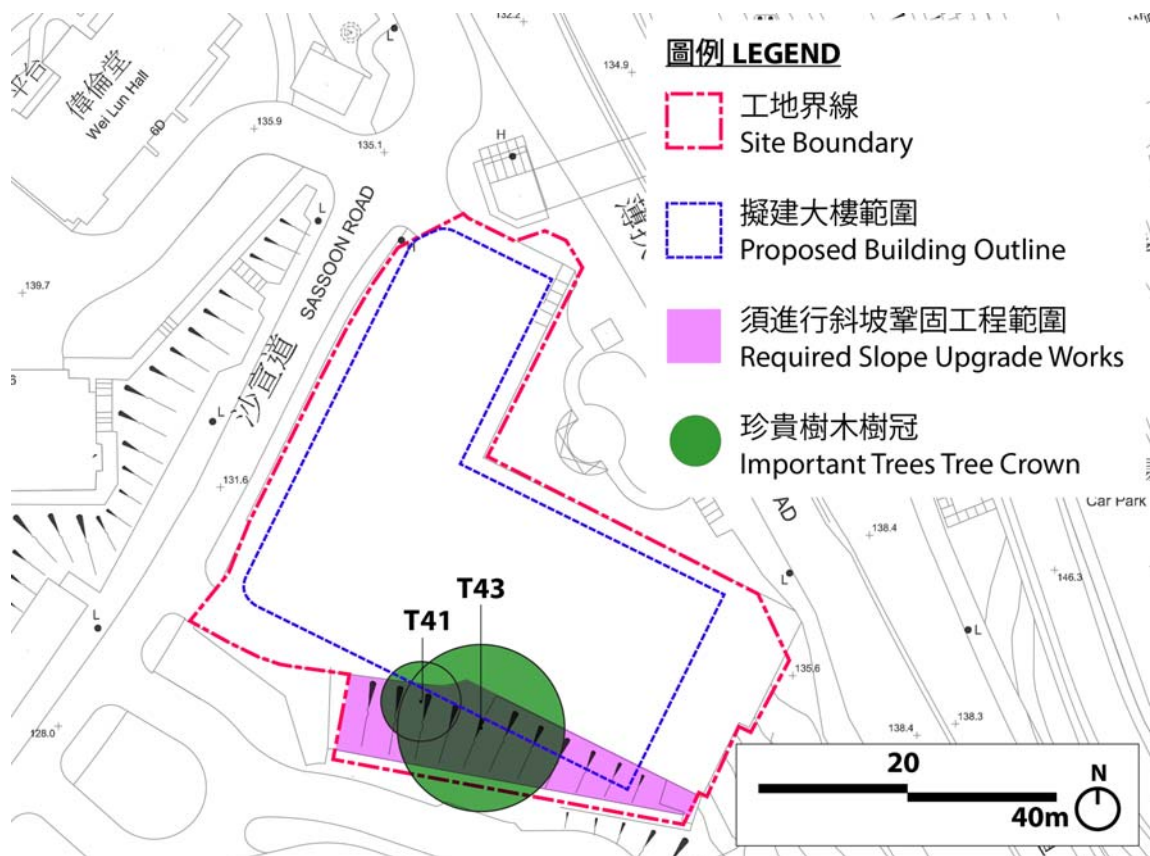 圖例 LEGEND
工地界線
Site Boundary
擬建大樓範圍
Proposed Building Outline
須進行斜坡鞏固工程範圍
Required Slope Upgrade Works
珍貴樹木樹冠
Important Trees Tree Crown
132.2
L
134.9
平台
偉倫堂
Wei Lun Hall
6D
135.9
135.1
H
L
薄扶
SASSOON ROAD
沙宣道
139.7
6
L
131.6
Car Park
AD
138.4
146.3
L
L
T43
T41
L
135.6
128.0
138.4
138.3
20
40m
N